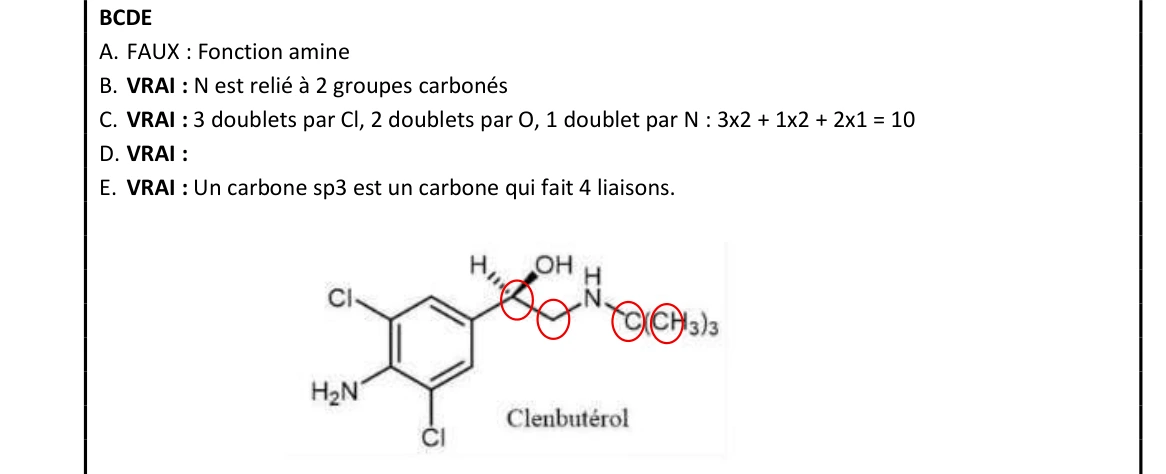 BCDE
A. FAUX : Fonction amine
B. VRAI : N est relié à 2 groupes carbonés
C. VRAI : 3 doublets par Cl, 2 doublets par O, 1 doublet par N : 3x2 + 1x2 + 2x1 = 10
D. VRAI :
E. VRAI : Un carbone sp3 est un carbone qui fait 4 liaisons.
H OH H
Cl N
C(CH3)3
H2N
Clenbutérol
Cl